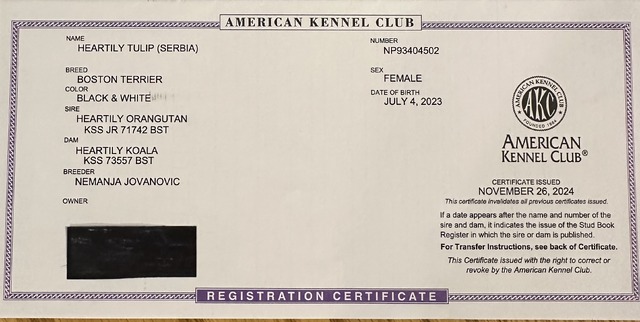 AMERICAN KENNEL CLUB
NAME
HEARTILY TULIP (SERBIA)
NUMBER
NP93404502
BREED
BOSTON TERRIER
SEX
FEMALE
COLOR
BLACK & WHITE
DATE OF BIRTH
JULY 4, 2023
SIRE
HEARTILY ORANGUTAN
KSS JR 71742 BST
DAM
HEARTILY KOALA
KSS 73557 BST
BREEDER
NEMANJA JOVANOVIC
OWNER
AMERICAN KENNEL CLUB
AKC
FOUNDED 1884
AMERICAN
KENNEL CLUB®
CERTIFICATE ISSUED
NOVEMBER 26, 2024
This certificate invalidates all previous certificates issued.
If a date appears after the name and number of the
sire and dam, it indicates the issue of the Stud Book
Register in which the sire or dam is published.
For Transfer Instructions, see back of Certificate.
This Certificate issued with the right to correct or
revoke by the American Kennel Club.
REGISTRATION CERTIFICATE